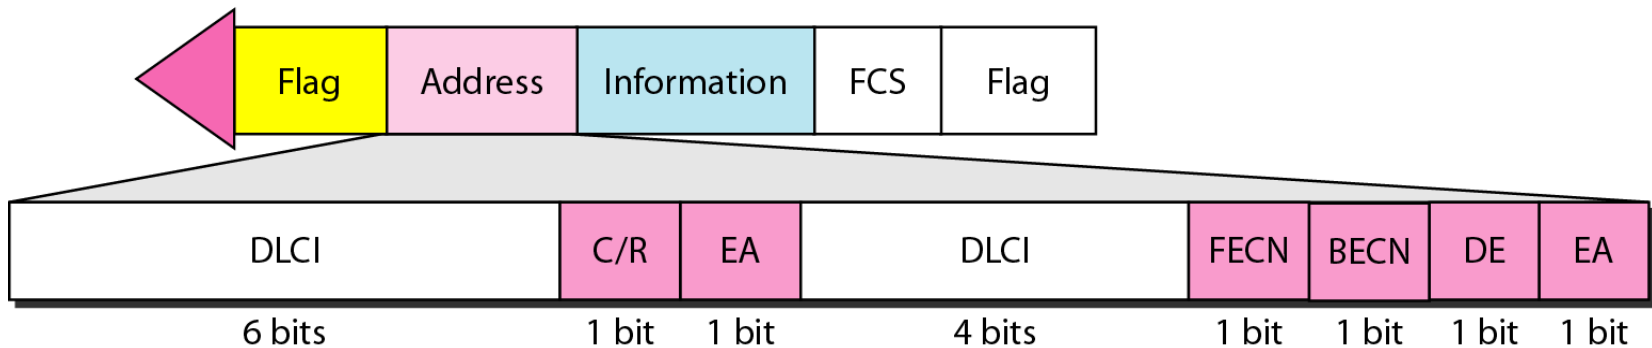 Flag Address Information FCS Flag
DLCI C/R EA DLCI FECN BECN DE EA
6 bits 1 bit 1 bit 4 bits 1 bit 1 bit 1 bit 1 bit